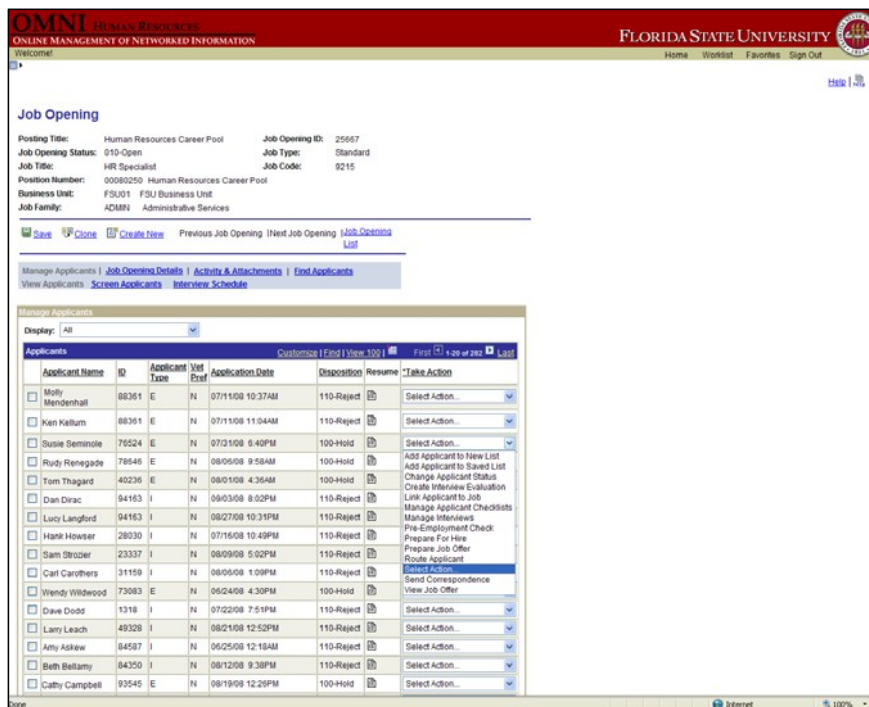 OMNI HUMAN RESOURCES
ONLINE MANAGEMENT OF NETWORKED INFORMATION
FLORIDA STATE UNIVERSITY
Welcome!
Home Worklist Favorites Sign Out
Help | http
Job Opening
Posting Title: Human Resources Career Pool Job Opening ID: 25667
Job Opening Status: 010-Open Job Type: Standard
Job Title: HR Specialist Job Code: 9215
Position Number: 00080250 Human Resources Career Pool
Business Unit: FSU01 FSU Business Unit
Job Family: ADMIN Administrative Services
Save Clone Create New Previous Job Opening |Next Job Opening |Job Opening
List
Manage Applicants | Job Opening Details | Activity & Attachments | Find Applicants
View Applicants Screen Applicants Interview Schedule
Manage Applicants
Display: All
Applicants Customize | Find | View 100 | First 1-20 of 282 Last
Applicant Name ID Applicant Type Vet Pref Application Date Disposition Resume *Take Action
Molly Mendenhall 88361 E N 07/11/08 10:37AM 110-Reject Select Action...
Ken Kellum 88361 E N 07/11/08 11:04AM 110-Reject Select Action...
Susie Seminole 76524 E N 07/31/08 6:40PM 100-Hold Select Action...
Rudy Renegade 78546 E N 08/06/08 9:58AM 100-Hold
Tom Thagard 40236 E N 08/01/08 4:36AM 100-Hold
Dan Dirac 94163 I N 09/03/08 8:02PM 110-Reject
Lucy Langford 94163 I N 08/27/08 10:31PM 110-Reject
Hank Howser 28030 I N 07/16/08 10:49PM 110-Reject
Sam Strozier 23337 I N 08/09/08 5:02PM 110-Reject
Carl Carothers 31159 I N 08/06/08 1:09PM 110-Reject
Wendy Wildwood 73083 E N 06/24/08 4:30PM 100-Hold
Add Applicant to New List
Add Applicant to Saved List
Change Applicant Status
Create Interview Evaluation
Link Applicant to Job
Manage Applicant Checklists
Manage Interviews
Pre-Employment Check
Prepare For Hire
Prepare Job Offer
Route Applicant
Select Action...
Send Correspondence
View Job Offer
Dave Dodd 1318 I N 07/22/08 7:51PM 110-Reject Select Action...
Larry Leach 49328 I N 08/21/08 12:52PM 110-Reject Select Action...
Amy Askew 84587 I N 06/25/08 12:18AM 110-Reject Select Action...
Beth Bellamy 84350 I N 08/12/08 9:38PM 110-Reject Select Action...
Cathy Campbell 93545 E N 08/19/08 12:26PM 100-Hold Select Action...
Done Internet 100%